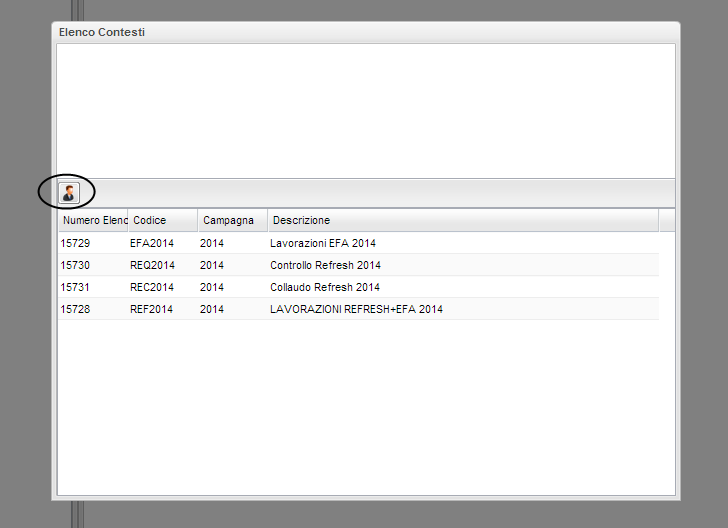 Elenco Contesti
Numero Elenc Codice Campagna Descrizione
15729 EFA2014 2014 Lavorazioni EFA 2014
15730 REQ2014 2014 Controllo Refresh 2014
15731 REC2014 2014 Collaudo Refresh 2014
15728 REF2014 2014 LAVORAZIONI REFRESH+EFA 2014